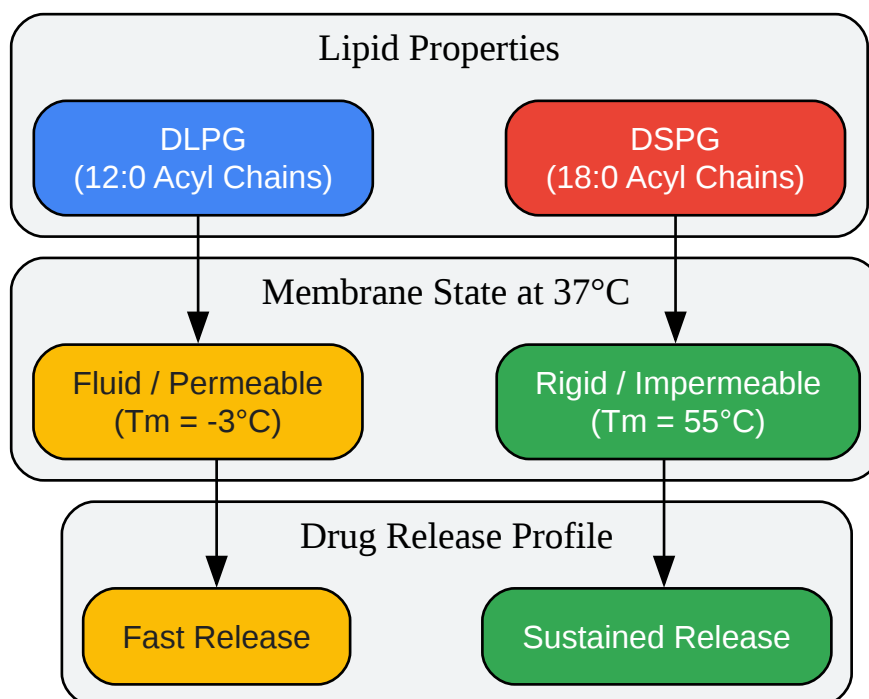 Lipid Properties
DLPG
(12:0 Acyl Chains)
DSPG
(18:0 Acyl Chains)
Membrane State at 37°C
Fluid / Permeable
(Tm = -3°C)
Rigid / Impermeable
(Tm = 55°C)
Drug Release Profile
Fast Release
Sustained Release